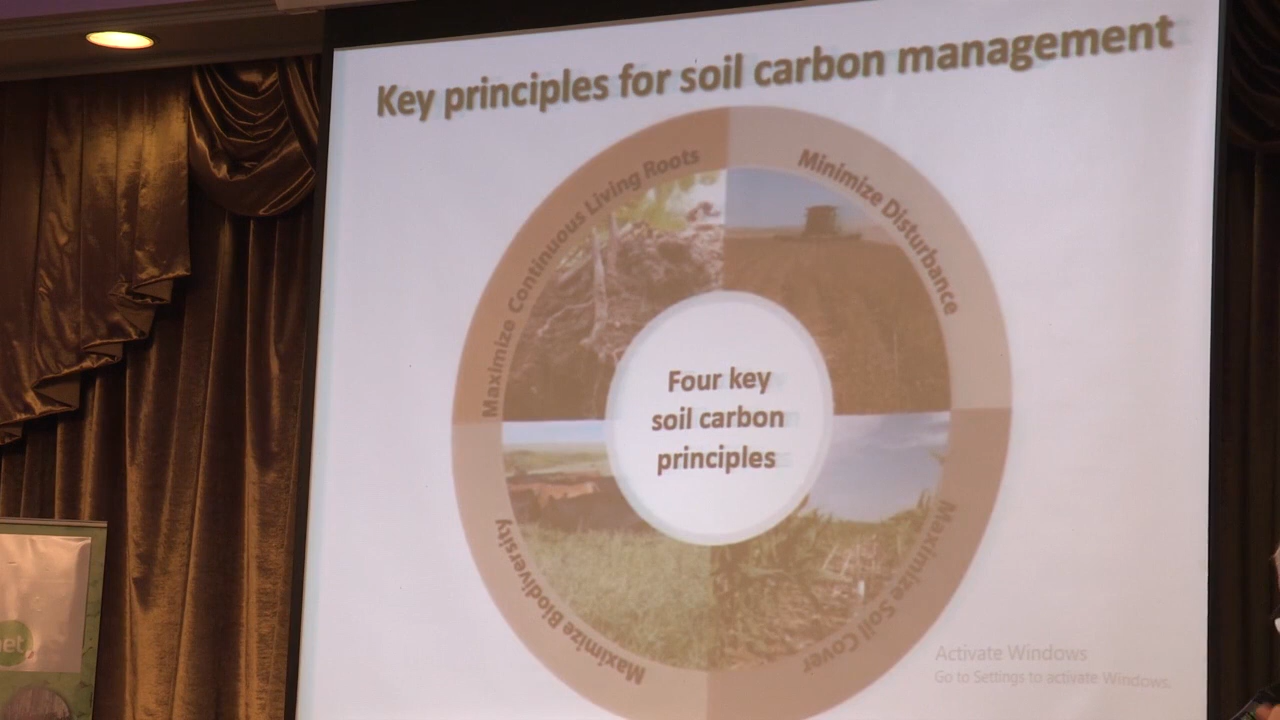 Key principles for soil carbon management
Maximize Continuous Living Roots
Minimize Disturbance
Four key
soil carbon
principles
Maximize Biodiversity
Maximize Soil Cover
Activate Windows
Go to Settings to activate Windows.
net